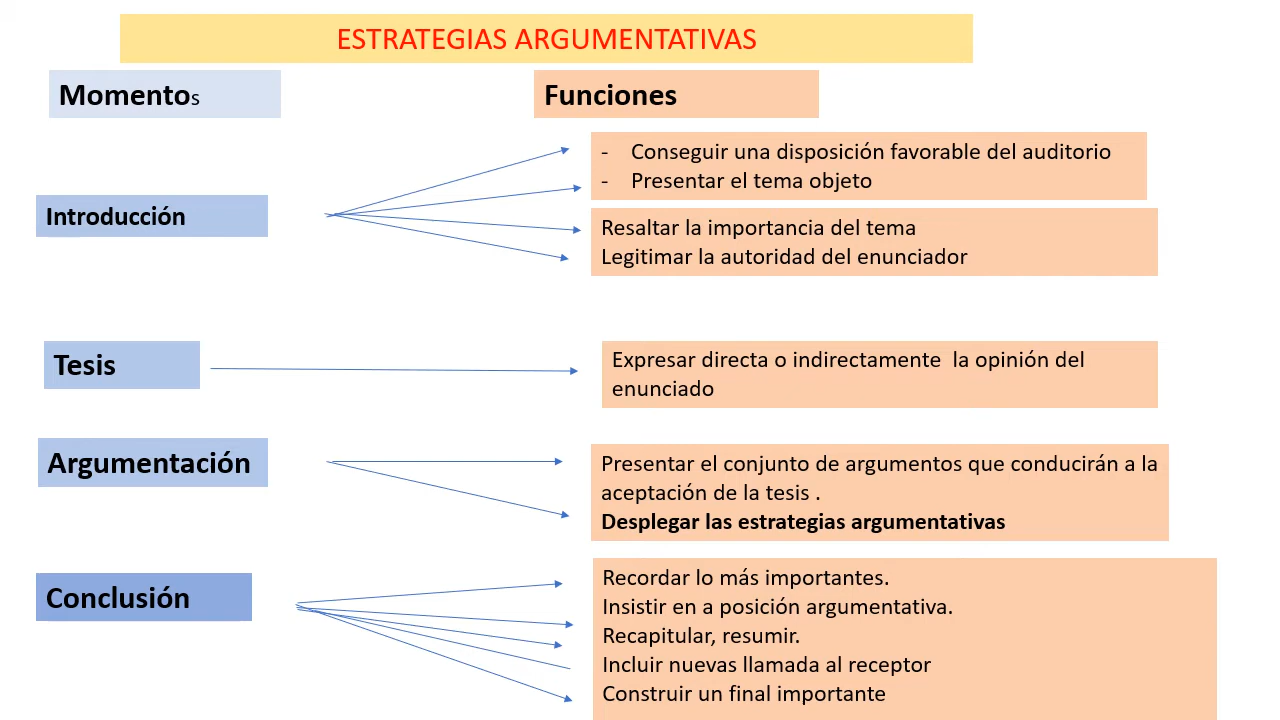 ESTRATEGIAS ARGUMENTATIVAS
Momentos
Funciones
Introducción
- Conseguir una disposición favorable del auditorio
- Presentar el tema objeto
Resaltar la importancia del tema
Legitimar la autoridad del enunciador
Tesis
Expresar directa o indirectamente la opinión del
enunciado
Argumentación
Presentar el conjunto de argumentos que conducirán a la
aceptación de la tesis .
Desplegar las estrategias argumentativas
Conclusión
Recordar lo más importantes.
Insistir en a posición argumentativa.
Recapitular, resumir.
Incluir nuevas llamada al receptor
Construir un final importante